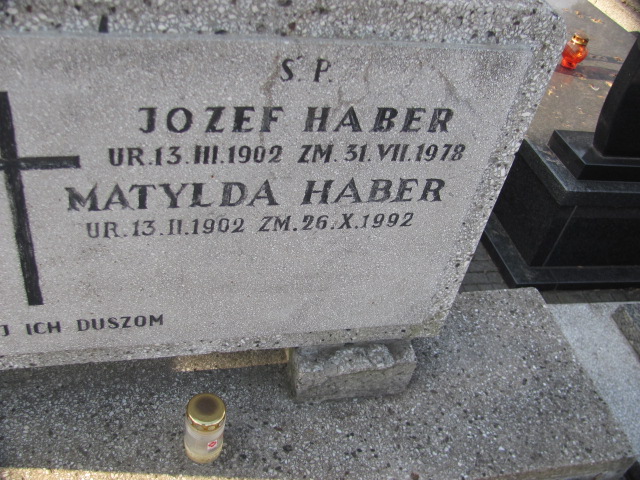 Ś. P.
JOZEF HABER
UR. 13. III. 1902 ZM. 31. VII. 1978
MATYLDA HABER
UR. 13. II. 1902 ZM. 26. X. 1992
J ICH DUSZOM